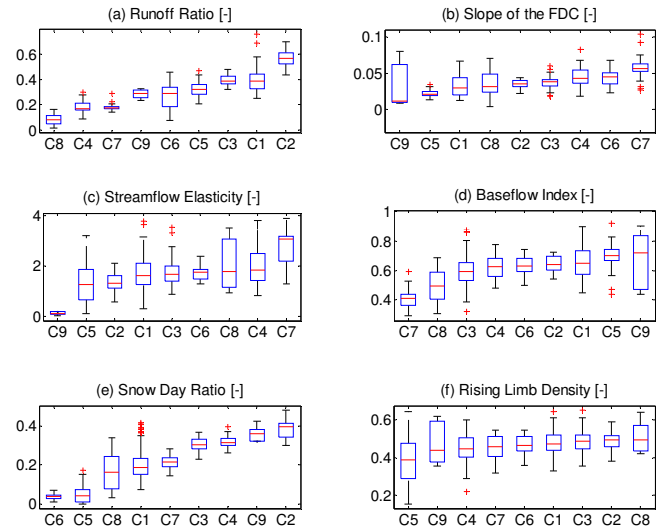 (a) Runoff Ratio [-]
0.6
0.4
0.2
0
C8 C4 C7 C9 C6 C5 C3 C1 C2
(b) Slope of the FDC [-]
0.1
0.05
0
C9 C5 C1 C8 C2 C3 C4 C6 C7
(c) Streamflow Elasticity [-]
4
2
0
C9 C5 C2 C1 C3 C6 C8 C4 C7
(d) Baseflow Index [-]
1
0.8
0.6
0.4
C7 C8 C3 C4 C6 C2 C1 C5 C9
(e) Snow Day Ratio [-]
0.4
0.2
0
C6 C5 C8 C1 C7 C3 C4 C9 C2
(f) Rising Limb Density [-]
0.6
0.4
0.2
C5 C9 C4 C7 C6 C1 C3 C2 C8